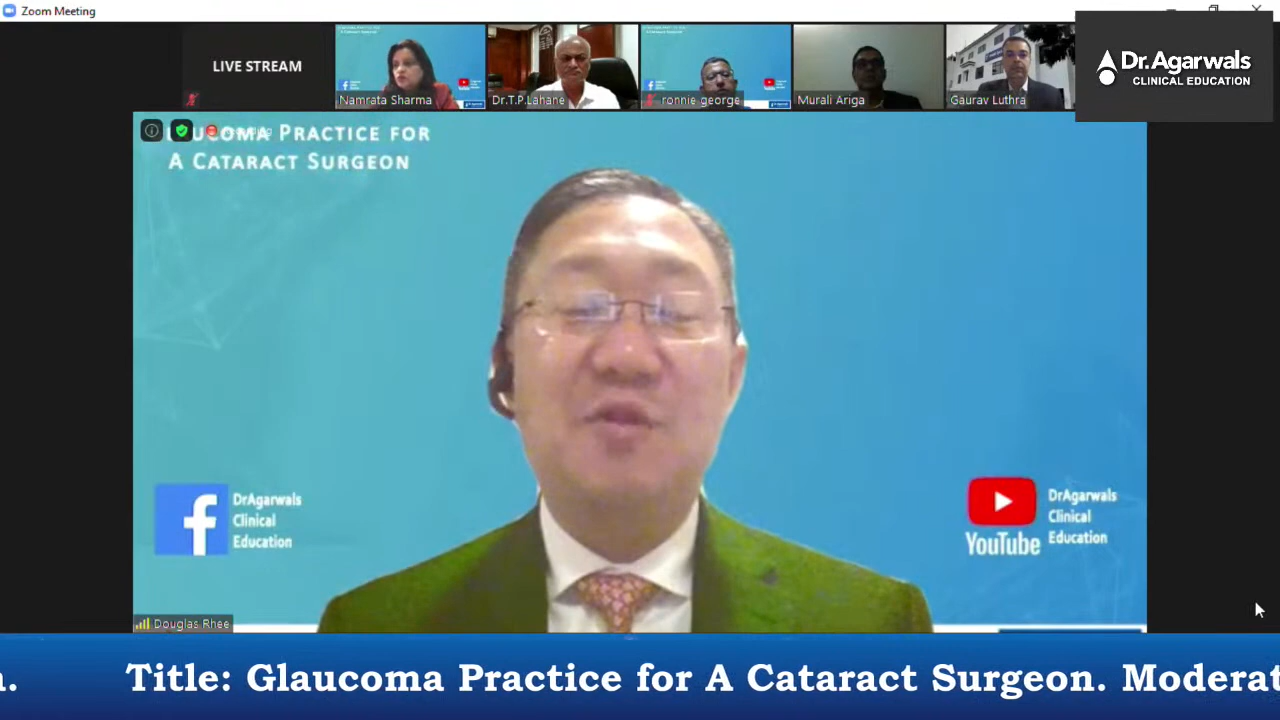 Zoom Meeting
LIVE STREAM
Namrata Sharma
Dr.T.P.Lahane
ronnie george
Murali Ariga
Gaurav Luthra
Dr.Agarwals
CLINICAL EDUCATION
GLAUCOMA PRACTICE FOR
A CATARACT SURGEON
DrAgarwals
Clinical
Education
DrAgarwals
Clinical
Education
YouTube
Douglas Rhee
Title: Glaucoma Practice for A Cataract Surgeon. Moderat